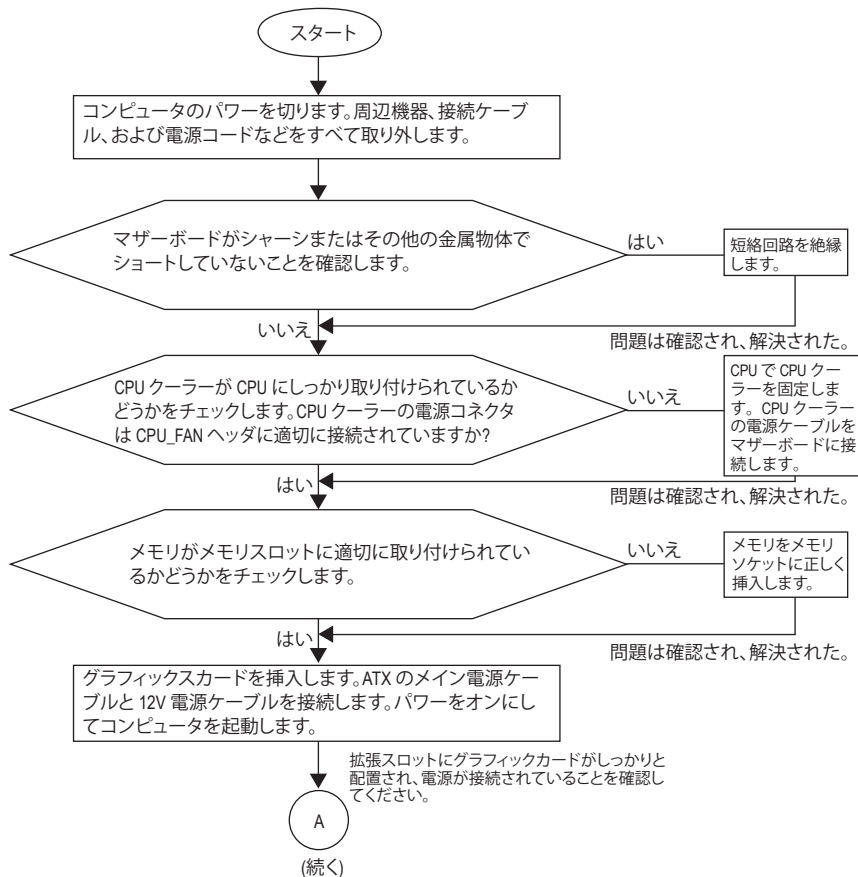 スタート
コンピュータのパワーを切ります。周辺機器、接続ケーブ
ル、および電源コードなどをすべて取り外します。
マザーボードがシャーシまたはその他の金属物体で
ショートしていないことを確認します。
はい
短絡回路を絶縁
します。
いいえ
問題は確認され、解決された。
CPU クーラーが CPU にしっかり取り付けられているか
どうかをチェックします。CPU クーラーの電源コネクタ
は CPU_FAN ヘッダに適切に接続されていますか?
いいえ
CPU で CPU クー
ラーを固定しま
す。 CPU クーラー
の電源ケーブルを
マザーボードに接
続します。
はい
問題は確認され、解決された。
メモリがメモリスロットに適切に取り付けられてい
るかどうかをチェックします。
いいえ
メモリをメモリ
ソケットに正しく
挿入します。
はい
問題は確認され、解決された。
グラフィックスカードを挿入します。ATX のメイン電源ケー
ブルと 12V 電源ケーブルを接続します。パワーをオンにし
てコンピュータを起動します。
拡張スロットにグラフィックカードがしっかりと
配置され、電源が接続されていることを確認し
てください。
A
(続く)